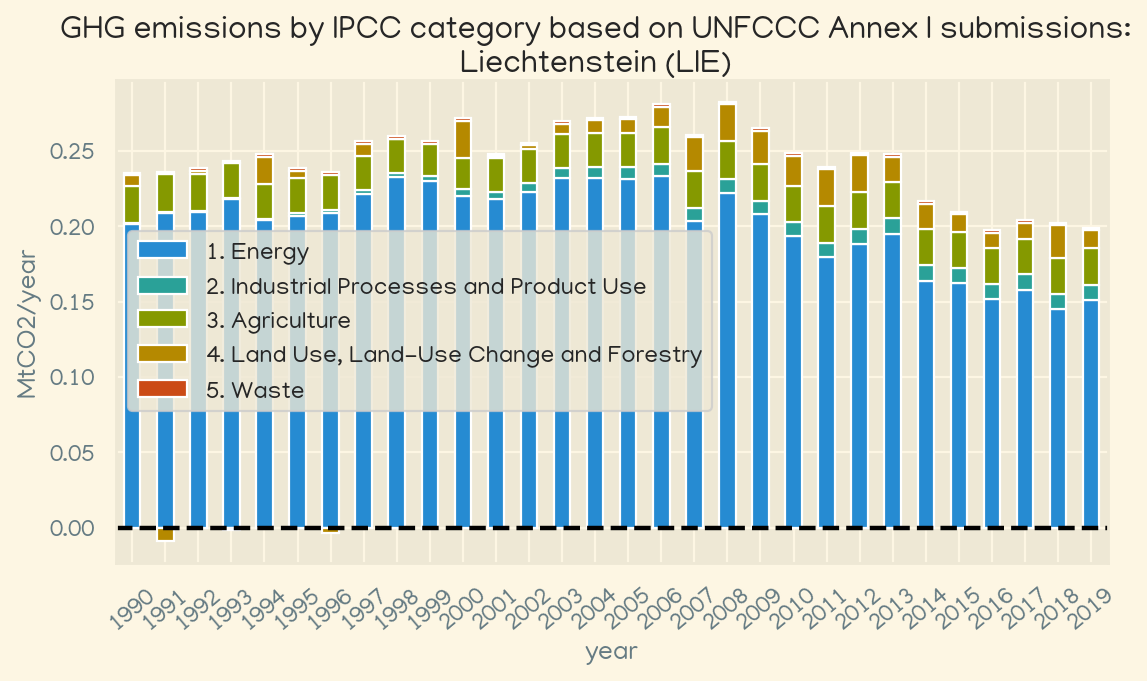 GHG emissions by IPCC category based on UNFCCC Annex I submissions:
Liechtenstein (LIE)
MtCO2/year
0.25
0.20
0.15
0.10
0.05
0.00
1. Energy
2. Industrial Processes and Product Use
3. Agriculture
4. Land Use, Land-Use Change and Forestry
5. Waste
1990 1991 1992 1993 1994 1995 1996 1997 1998 1999 2000 2001 2002 2003 2004 2005 2006 2007 2008 2009 2010 2011 2012 2013 2014 2015 2016 2017 2018 2019
year